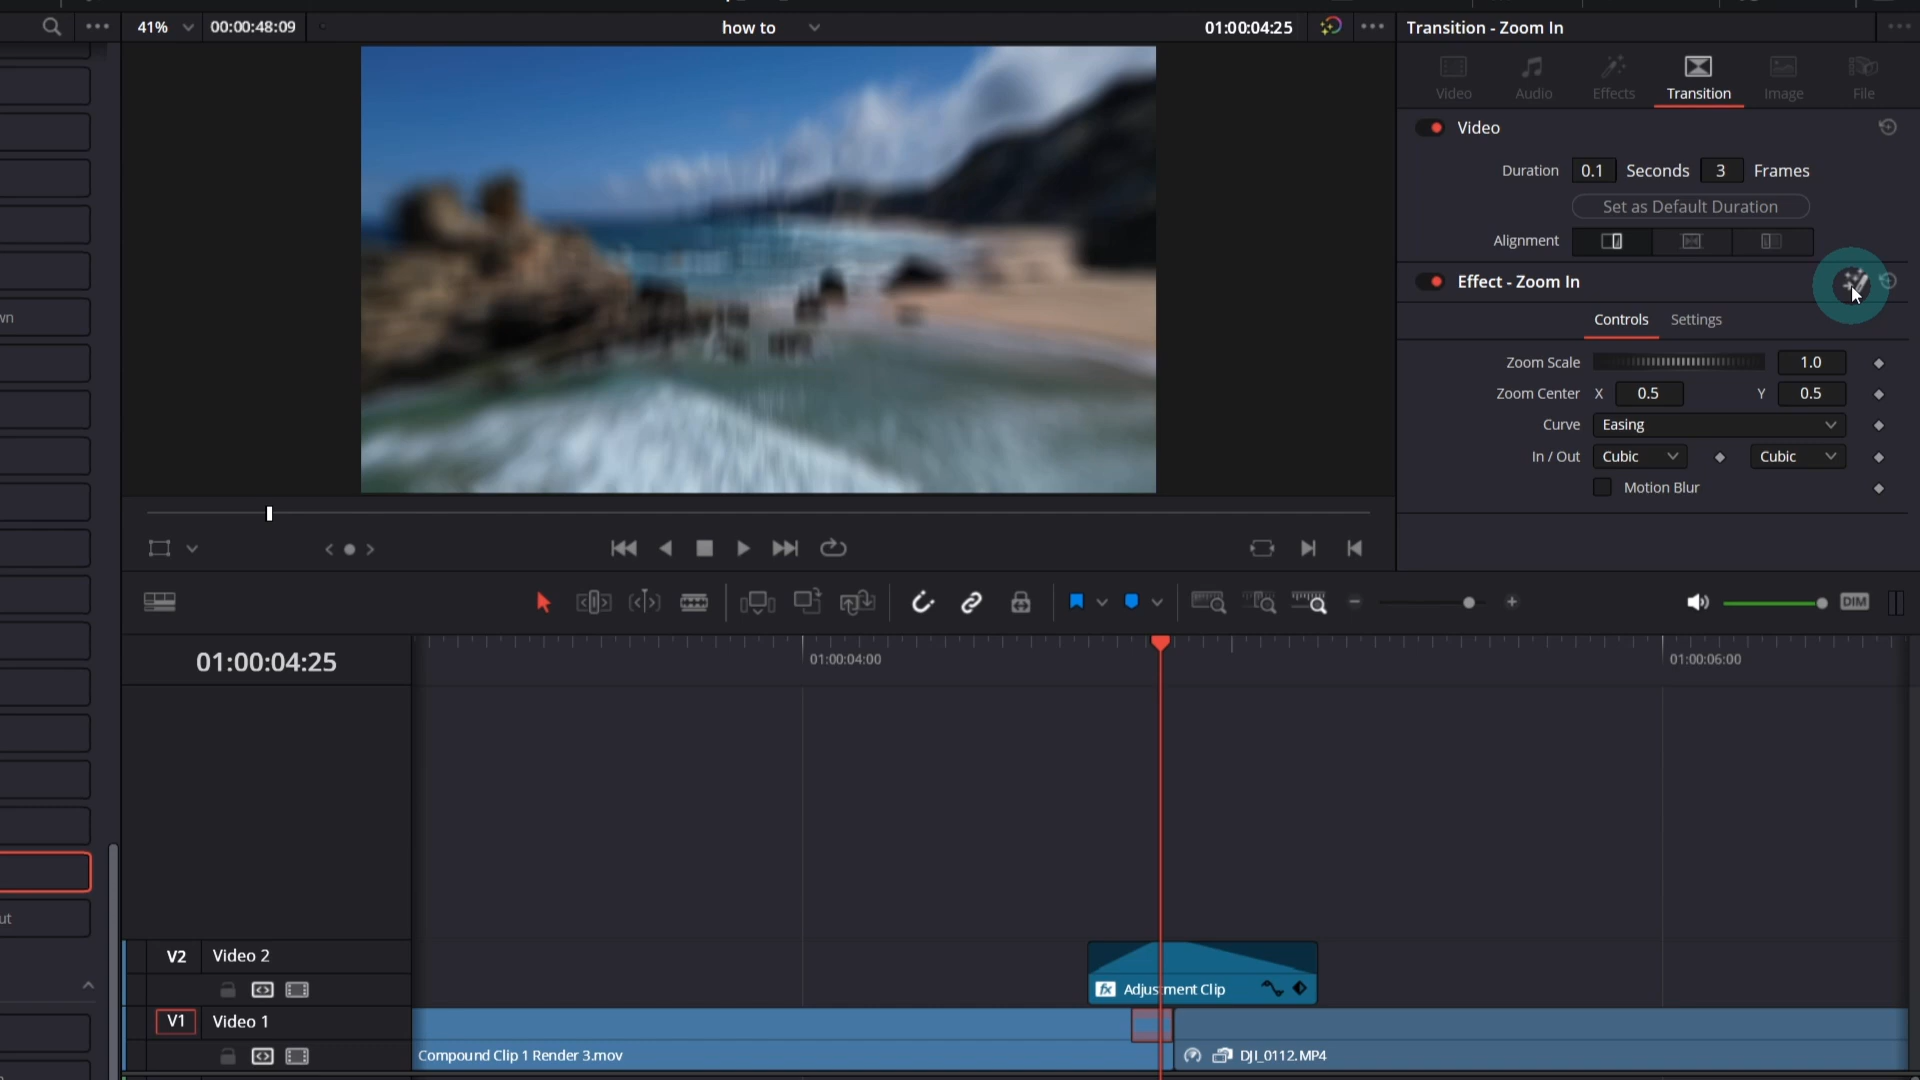 41%
00:00:48:09
how to
01:00:04:25
Transition - Zoom In
Video
Audio
Effects
Transition
Image
File
Video
Duration 0.1 Seconds 3 Frames
Set as Default Duration
Alignment
Effect - Zoom In
Controls Settings
Zoom Scale 1.0
Zoom Center X 0.5 Y 0.5
Curve Easing
In / Out Cubic Cubic
Motion Blur
wn
ut
DIM
01:00:04:25
01:00:04:00
01:00:06:00
V2 Video 2
fx Adjustment Clip
V1 Video 1
Compound Clip 1 Render 3.mov
DJI_0112.MP4